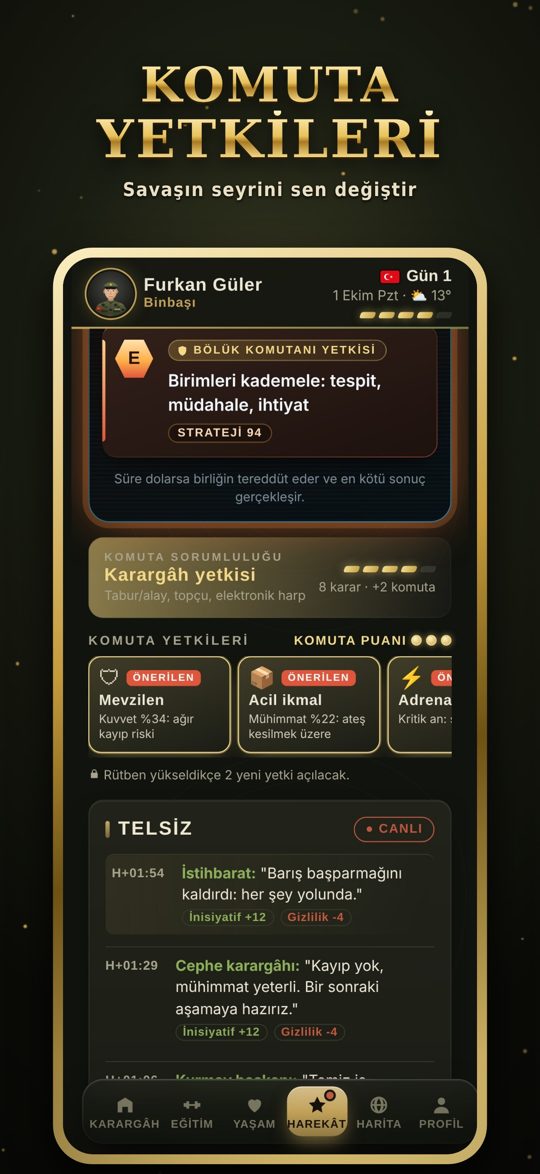 KOMUTA
YETKİLERİ
Savaşın seyrini sen değiştir
Furkan Güler
Binbaşı
Gün 1
1 Ekim Pzt · 13°
E
BÖLÜK KOMUTANI YETKİSİ
Birimleri kademele: tespit,
müdahale, ihtiyat
STRATEJİ 94
Süre dolarsa birliğin tereddüt eder ve en kötü sonuç
gerçekleşir.
KOMUTA SORUMLULUĞU
Karargâh yetkisi
Tabur/alay, topçu, elektronik harp
8 karar · +2 komuta
KOMUTA YETKİLERİ
KOMUTA PUANI
ÖNERİLEN
Mevzilen
Kuvvet %34: ağır
kayıp riski
ÖNERİLEN
Acil ikmal
Mühimmat %22: ateş
kesilmek üzere
ÖN
Adrena
Kritik an:
Rütben yükseldikçe 2 yeni yetki açılacak.
TELSİZ
• CANLI
H+01:54
İstihbarat: "Barış başparmağını
kaldırdı: her şey yolunda."
İnisiyatif +12 Gizlilik -4
H+01:29
Cephe karargâhı: "Kayıp yok,
mühimmat yeterli. Bir sonraki
aşamaya hazırız."
İnisiyatif +12 Gizlilik -4
KARARGÂH EĞİTİM YAŞAM HAREKÂT HARİTA PROFİL